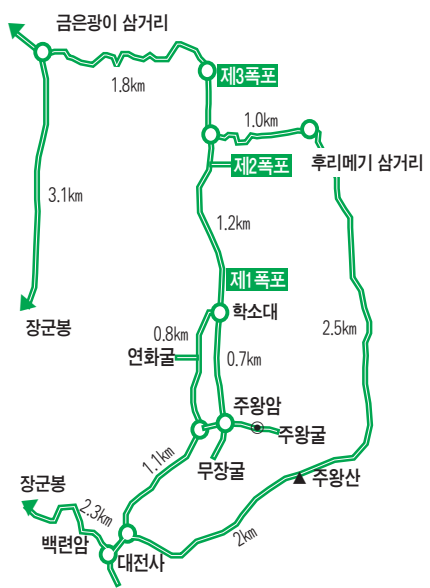 금은광이 삼거리
1.8km
제3폭포
1.0km
제2폭포
후리메기 삼거리
3.1km
1.2km
제1폭포
학소대
장군봉
0.8km
2.5km
연화굴
0.7km
주왕암
주왕굴
1.1km
무장굴
장군봉
주왕산
2.3km
2km
백련암
대전사